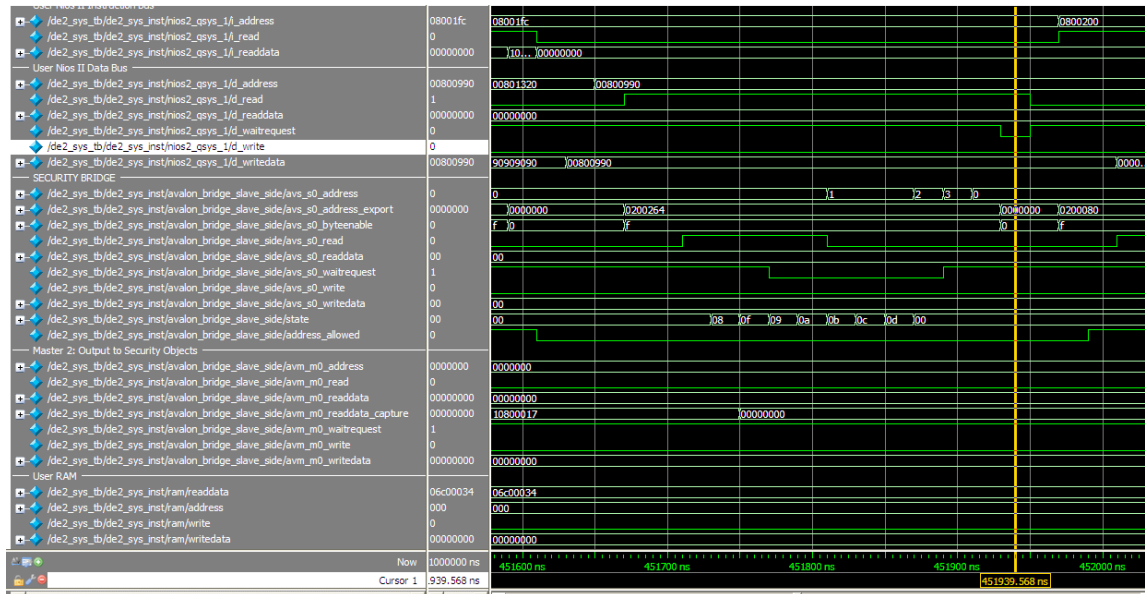 User Nios II Instruction Bus
/de2_sys_tb/de2_sys_inst/nios2_qsys_1/i_address 08001fc 08001fc 0800200
/de2_sys_tb/de2_sys_inst/nios2_qsys_1/i_read 0
/de2_sys_tb/de2_sys_inst/nios2_qsys_1/i_readdata 00000000 10... 00000000
User Nios II Data Bus
/de2_sys_tb/de2_sys_inst/nios2_qsys_1/d_address 00800990 00801320 00800990
/de2_sys_tb/de2_sys_inst/nios2_qsys_1/d_read 1
/de2_sys_tb/de2_sys_inst/nios2_qsys_1/d_readdata 00000000 00000000
/de2_sys_tb/de2_sys_inst/nios2_qsys_1/d_waitrequest 0
/de2_sys_tb/de2_sys_inst/nios2_qsys_1/d_write 0
/de2_sys_tb/de2_sys_inst/nios2_qsys_1/d_writedata 00800990 90909090 00800990 0000.
SECURITY BRIDGE
/de2_sys_tb/de2_sys_inst/avalon_bridge_slave_side/avs_s0_address 0 0 1 2 3 0
/de2_sys_tb/de2_sys_inst/avalon_bridge_slave_side/avs_s0_address_export 0000000 0000000 0200264 0000000 0200080
/de2_sys_tb/de2_sys_inst/avalon_bridge_slave_side/avs_s0_byteenable 0 f 0 f 0 f
/de2_sys_tb/de2_sys_inst/avalon_bridge_slave_side/avs_s0_read 0
/de2_sys_tb/de2_sys_inst/avalon_bridge_slave_side/avs_s0_readdata 00 00
/de2_sys_tb/de2_sys_inst/avalon_bridge_slave_side/avs_s0_waitrequest 1
/de2_sys_tb/de2_sys_inst/avalon_bridge_slave_side/avs_s0_write 0
/de2_sys_tb/de2_sys_inst/avalon_bridge_slave_side/avs_s0_writedata 00 00
/de2_sys_tb/de2_sys_inst/avalon_bridge_slave_side/state 00 00 08 0f 09 0a 0b 0c 0d 00
/de2_sys_tb/de2_sys_inst/avalon_bridge_slave_side/address_allowed 0
Master 2: Output to Security Objects
/de2_sys_tb/de2_sys_inst/avalon_bridge_slave_side/avm_m0_address 0000000 0000000
/de2_sys_tb/de2_sys_inst/avalon_bridge_slave_side/avm_m0_read 0
/de2_sys_tb/de2_sys_inst/avalon_bridge_slave_side/avm_m0_readdata 00000000 00000000
/de2_sys_tb/de2_sys_inst/avalon_bridge_slave_side/avm_m0_readdata_capture 00000000 10800017 00000000
/de2_sys_tb/de2_sys_inst/avalon_bridge_slave_side/avm_m0_waitrequest 1
/de2_sys_tb/de2_sys_inst/avalon_bridge_slave_side/avm_m0_write 0
/de2_sys_tb/de2_sys_inst/avalon_bridge_slave_side/avm_m0_writedata 00000000 00000000
User RAM
/de2_sys_tb/de2_sys_inst/ram/readdata 06c00034 06c00034
/de2_sys_tb/de2_sys_inst/ram/address 000 000
/de2_sys_tb/de2_sys_inst/ram/write 0
/de2_sys_tb/de2_sys_inst/ram/writedata 00000000 00000000
Now 1000000 ns 451600 ns 451700 ns 451800 ns 451900 ns 452000 ns
Cursor 1 .939.568 ns 451939.568 ns